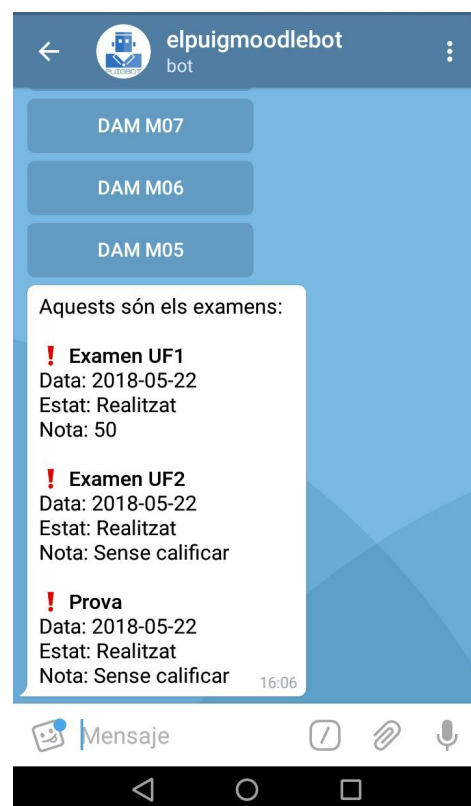 elpuigmoodlebot
bot
DAM M07
DAM M06
DAM M05
Aquests són els examens:
❗ Examen UF1
Data: 2018-05-22
Estat: Realitzat
Nota: 50
❗ Examen UF2
Data: 2018-05-22
Estat: Realitzat
Nota: Sense calificar
❗ Prova
Data: 2018-05-22
Estat: Realitzat
Nota: Sense calificar
16:06
Mensaje